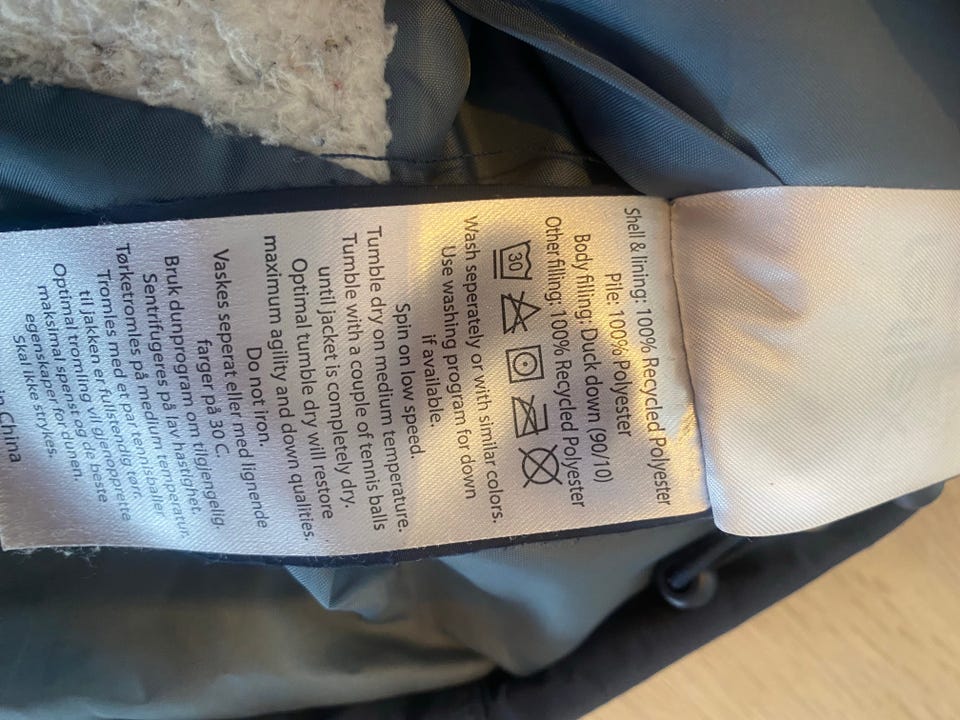 Shell & lining: 100% Recycled Polyester
Pile: 100% Polyester
Body filling: Duck down (90/10)
Other filling: 100% Recycled Polyester
30
Wash seperately or with similar colors.
Use washing program for down
if available.
Spin on low speed.
Tumble dry on medium temperature.
Tumble with a couple of tennis balls
until jacket is completely dry.
Optimal tumble dry will restore
maximum agility and down qualities.
Do not iron.
Vaskes seperat eller med lignende
farger på 30 C.
Bruk dunprogram om tilgjengelig.
Sentrifugeres på lav hastighet.
Tørketromles på medium temperatur.
Tromles med et par tennisballer
til jakken er fullstendig tørr.
Optimal tromling vil gjenopprette
maksimal spenst og de beste
egenskaper for dunen.
Skal ikke strykes.
China